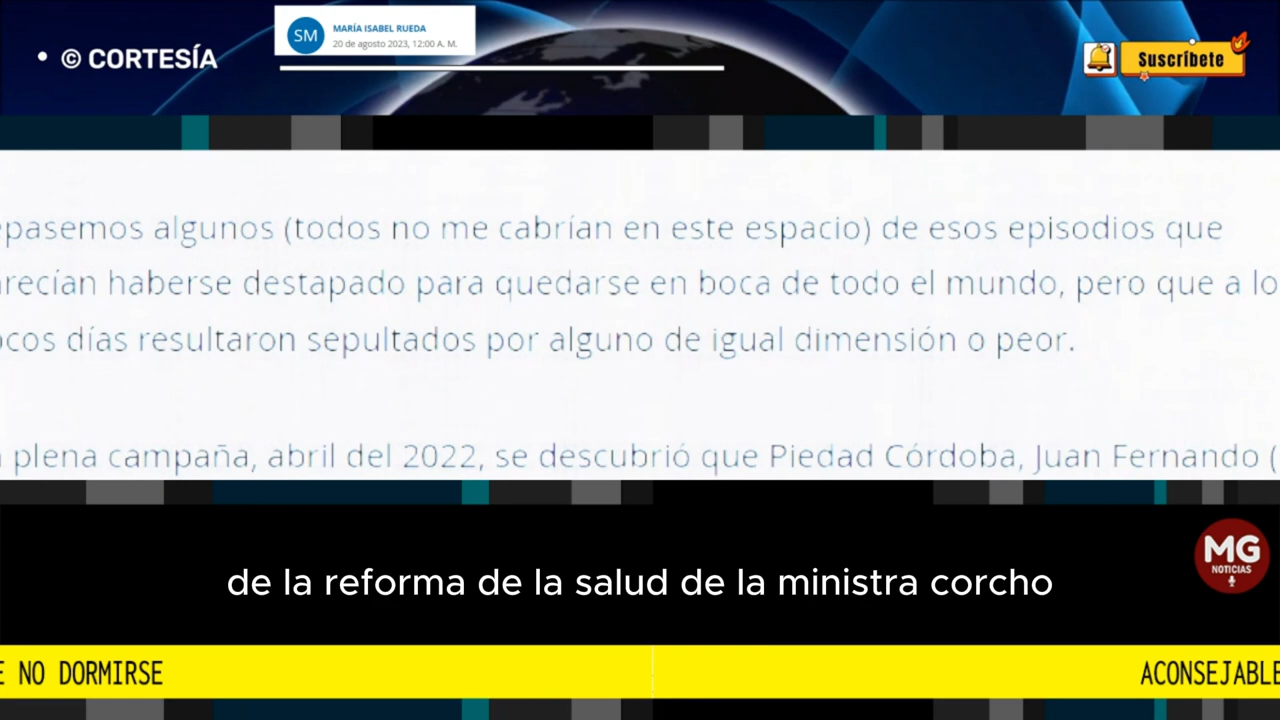 SM
MARÍA ISABEL RUEDA
20 de agosto 2023, 12:00 A. M.
• © CORTESÍA
Suscríbete
epasemos algunos (todos no me cabrían en este espacio) de esos episodios que
arecían haberse destapado para quedarse en boca de todo el mundo, pero que a lo
ocos días resultaron sepultados por alguno de igual dimensión o peor.
plena campaña, abril del 2022, se descubrió que Piedad Córdoba, Juan Fernando (
MG
NOTICIAS
de la reforma de la salud de la ministra corcho
E NO DORMIRSE
ACONSEJABLE